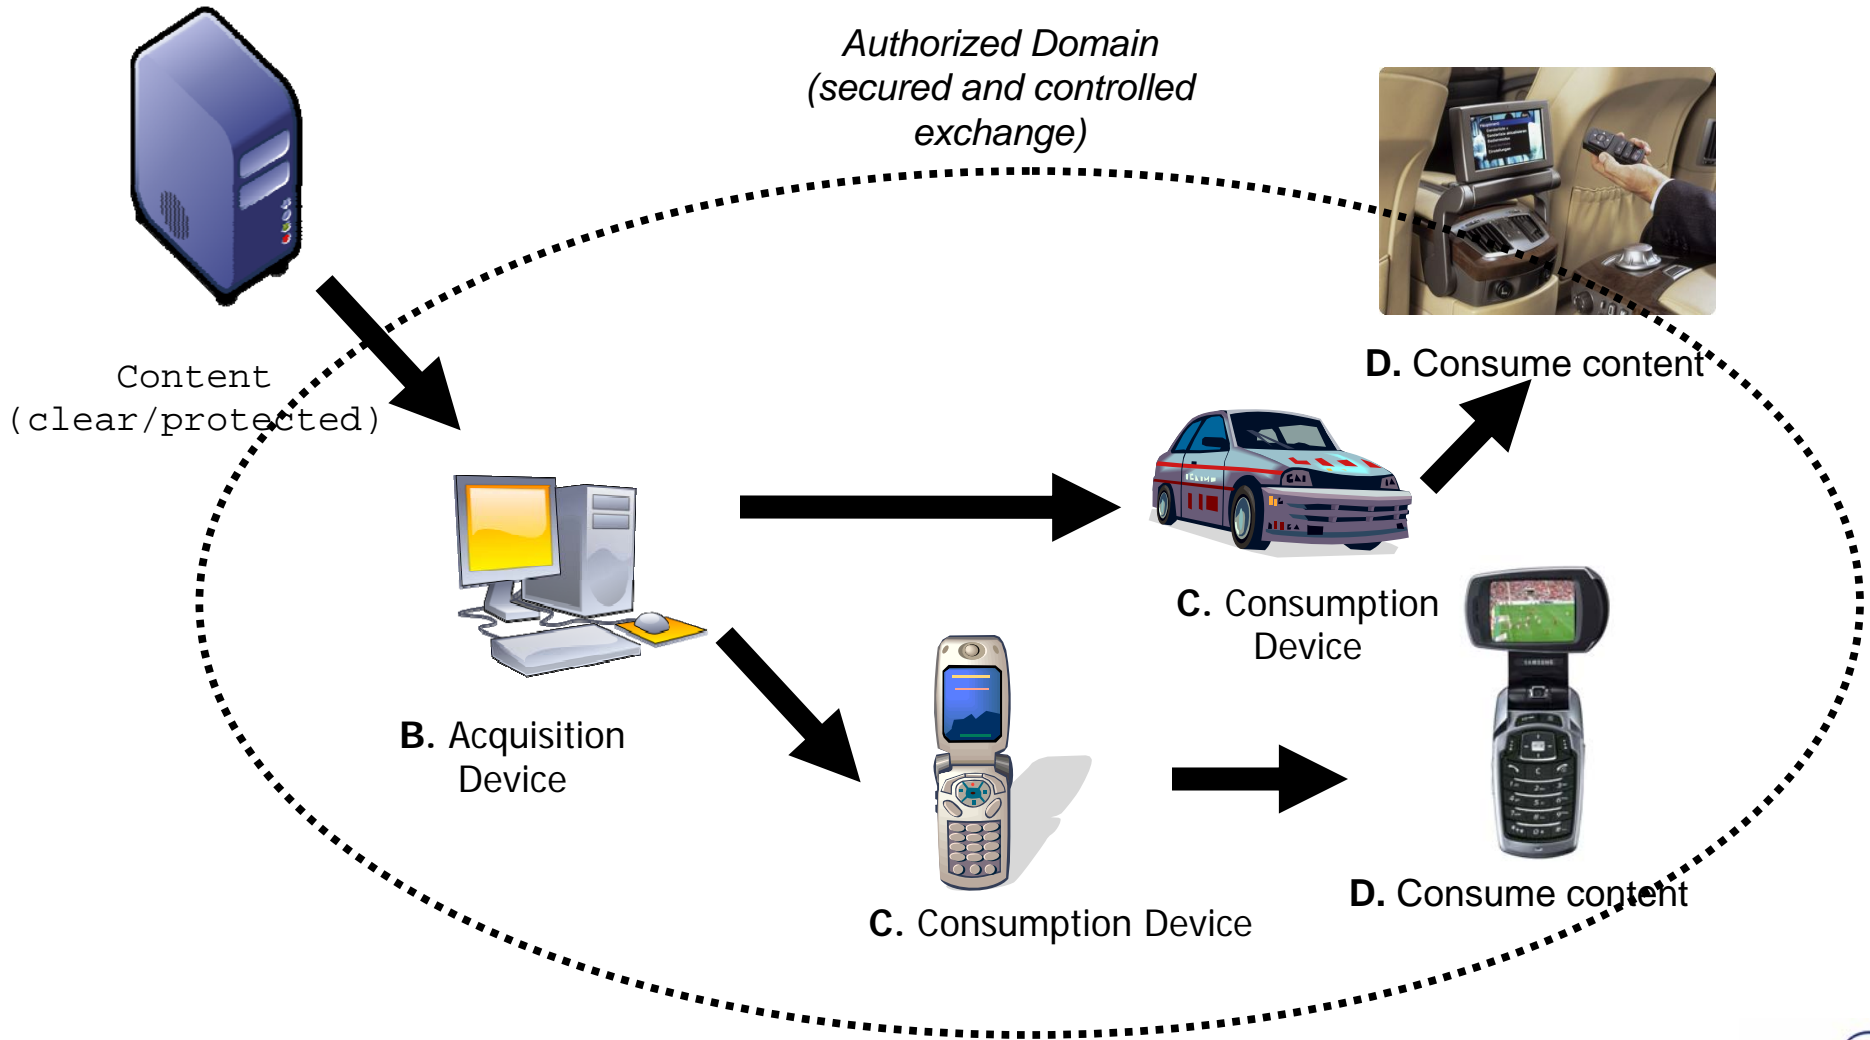 Authorized Domain
(secured and controlled
exchange)
Content
(clear/protected)
D. Consume content
B. Acquisition
Device
C. Consumption
Device
SAMSUNG
C. Consumption Device
D. Consume content